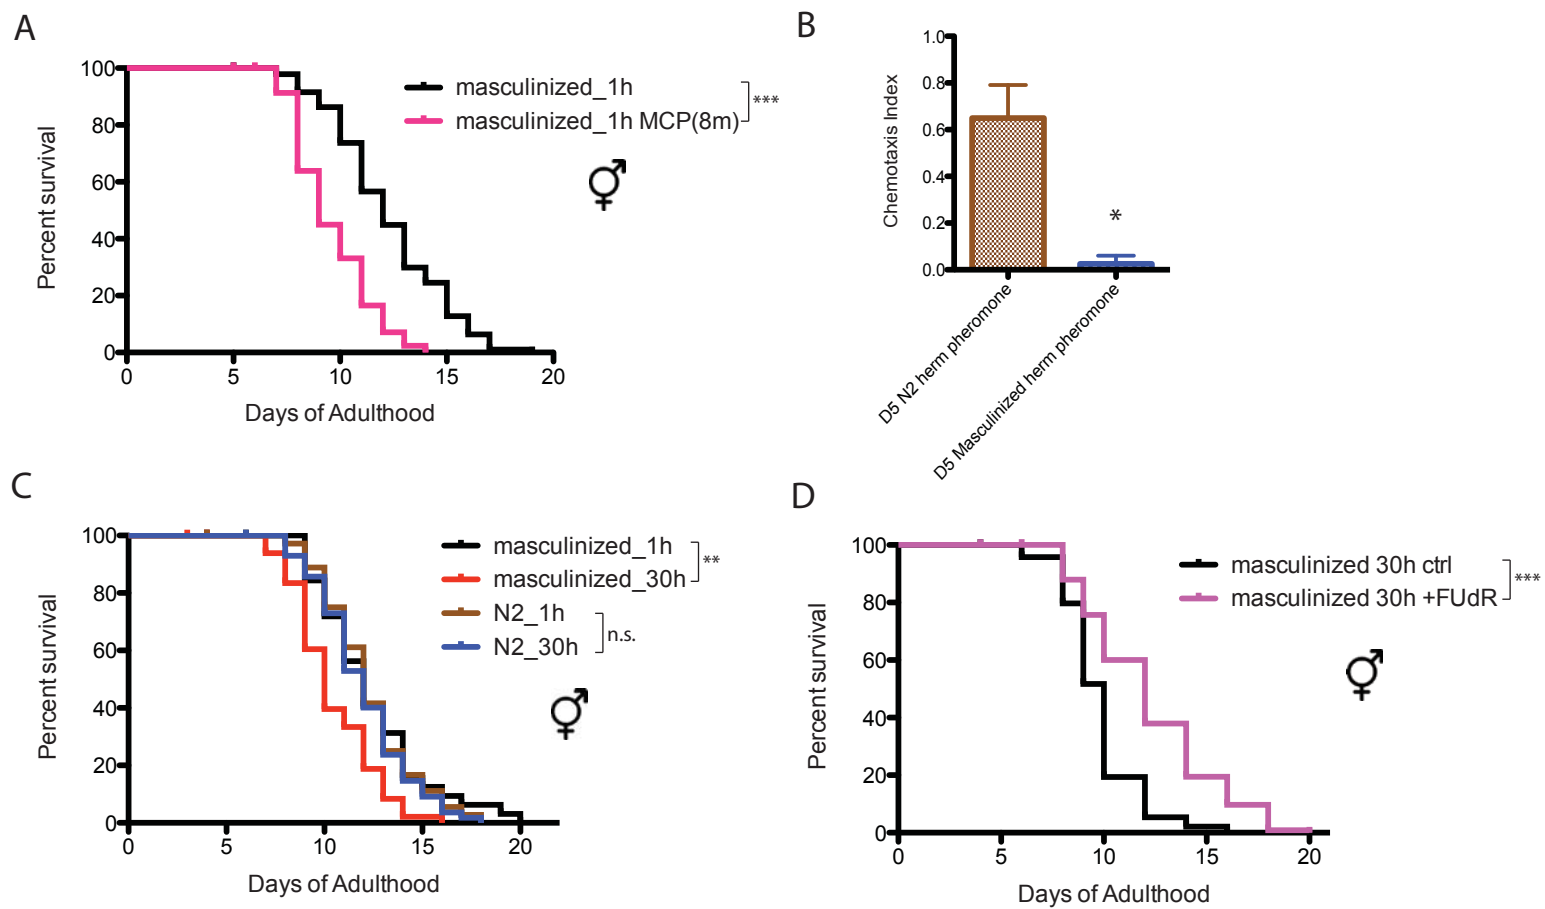 A
100
80
60
40
20
0
0
5
10
15
20
Percent survival
Days of Adulthood
masculinized_1h
masculinized_1h MCP(8m)
***
B
1.0
0.8
0.6
0.4
0.2
0.0
Chemotaxis Index
*
D5 N2 herm pheromone
D5 Masculinized herm pheromone
C
100
80
60
40
20
0
0
5
10
15
20
Percent survival
Days of Adulthood
masculinized_1h
masculinized_30h
**
N2_1h
N2_30h
n.s.
D
100
80
60
40
20
0
0
5
10
15
20
Percent survival
Days of Adulthood
masculinized 30h ctrl
masculinized 30h +FUdR
***